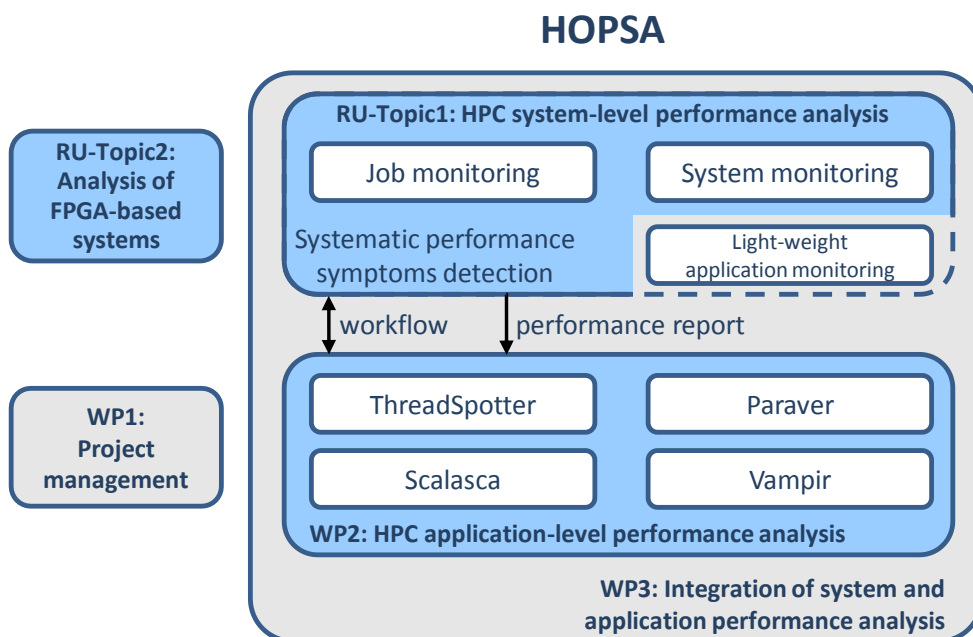 HOPSA
RU-Topic1: HPC system-level performance analysis
Job monitoring
System monitoring
Systematic performance
symptoms detection
Light-weight
application monitoring
RU-Topic2:
Analysis of
FPGA-based
systems
workflow
performance report
ThreadSpotter
Paraver
Scalasca
Vampir
WP2: HPC application-level performance analysis
WP1:
Project
management
WP3: Integration of system and
application performance analysis